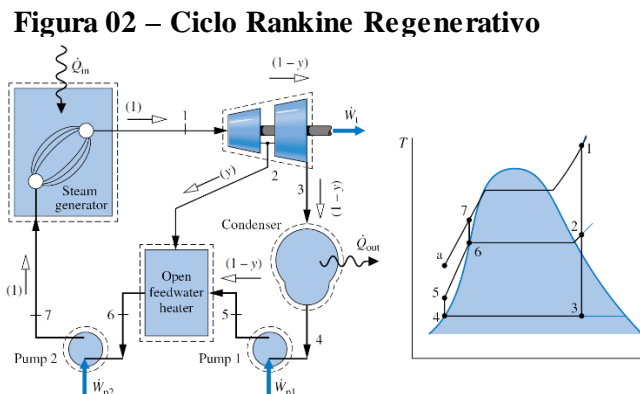 Figura 02 – Ciclo Rankine Regenerativo
Q̇in
(1)
1
(1 – y)
Ẇt
Steam
generator
(y)
2
3
(1 – y)
Condenser
Q̇out
(1 – y)
Open
feedwater
heater
(1)
7
6
5
4
Pump 2
Pump 1
Ẇp2
Ẇp1
T
1
7
2
a
6
5
4
3